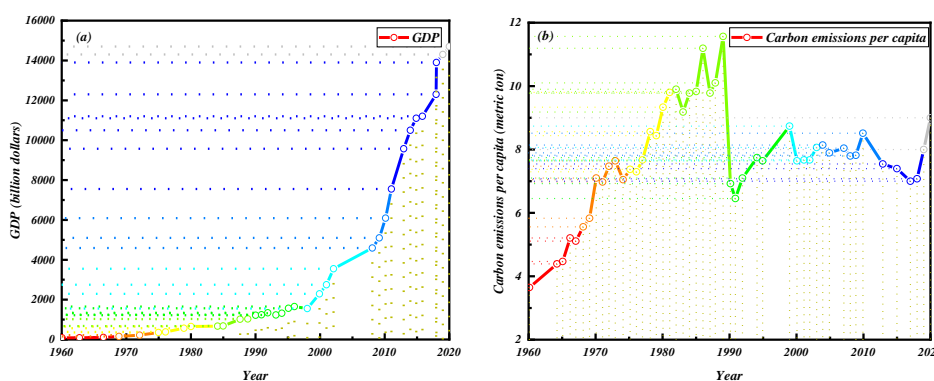 (a)
GDP
16000
14000
12000
10000
8000
6000
4000
2000
0
GDP (billion dollars)
1960 1970 1980 1990 2000 2010 2020
Year
(b)
Carbon emissions per capita
12
10
8
6
4
2
Carbon emissions per capita (metric ton)
1960 1970 1980 1990 2000 2010 2020
Year